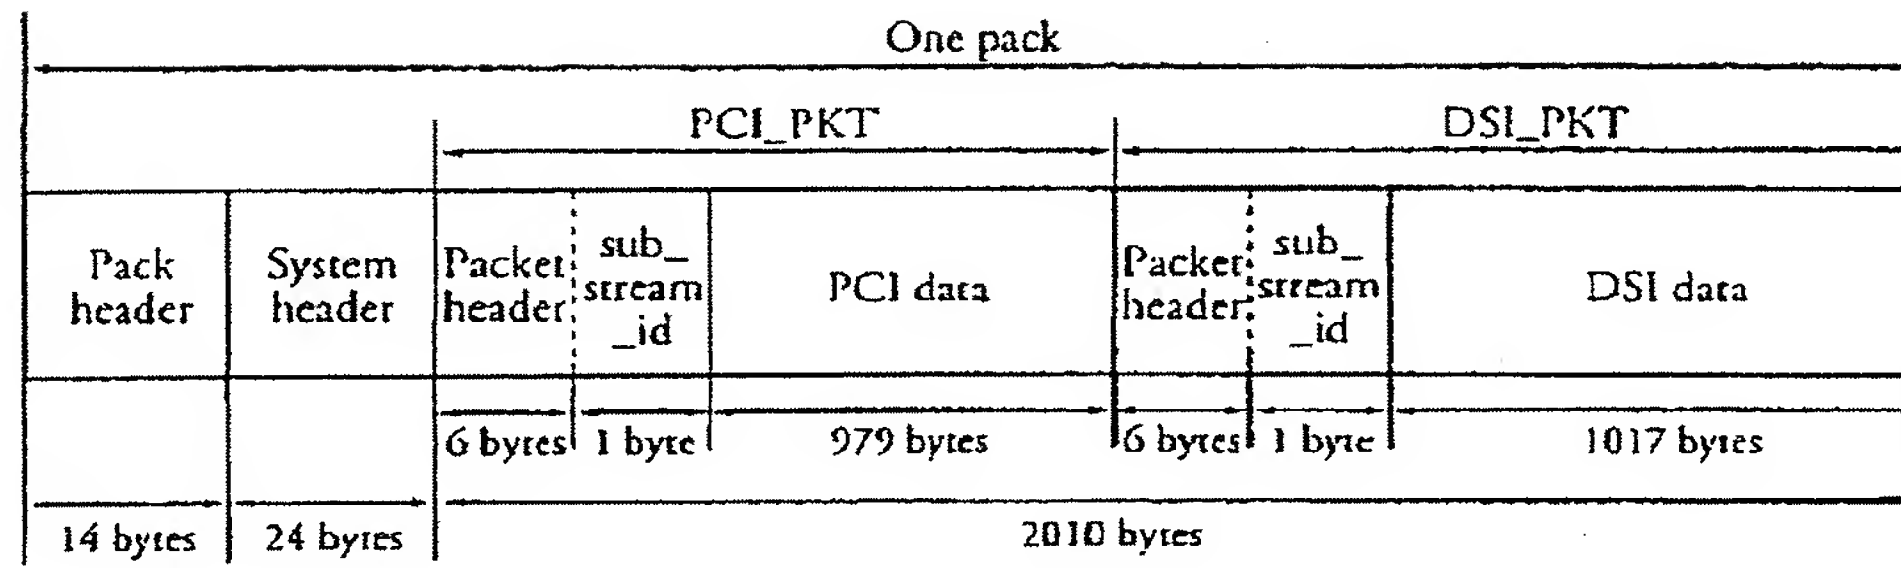 One pack
PCI_PKT
DSI_PKT
Pack
header
System
header
Packet
header
sub_
stream
_id
PCI data
Packet
header
sub_
stream
_id
DSI data
6 bytes
1 byte
979 bytes
6 bytes
1 byte
1017 bytes
14 bytes
24 bytes
2010 bytes